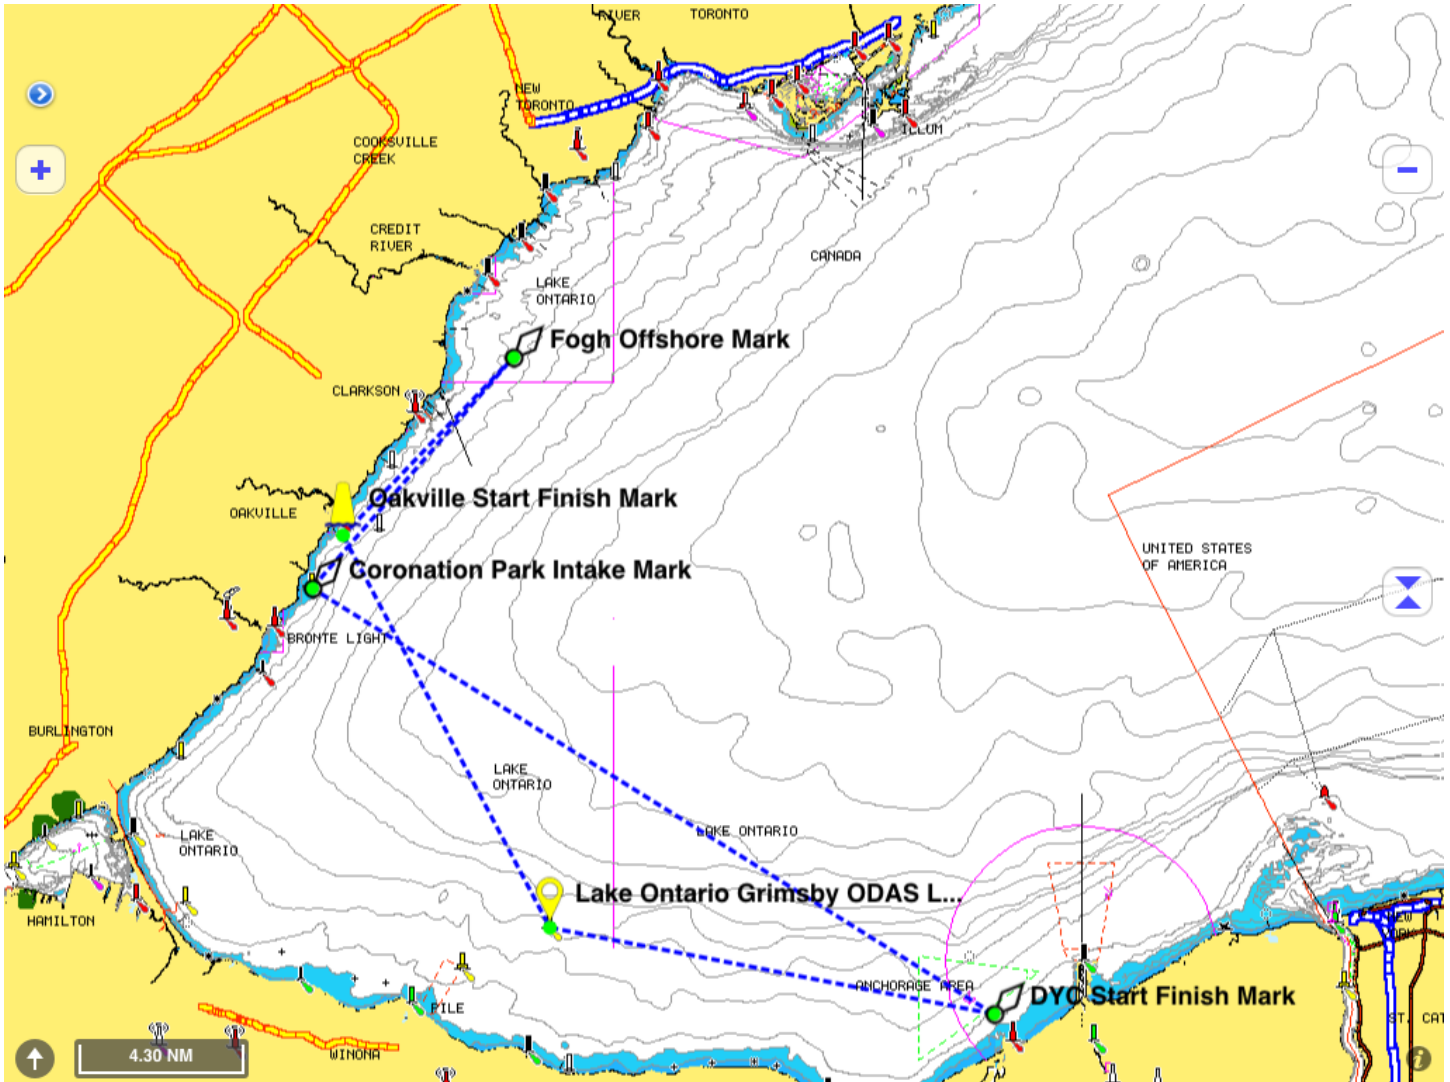 RIVER
TORONTO
NEW
TORONTO
ILLUM
COOKSVILLE
CREEK
CREDIT
RIVER
CANADA
LAKE
ONTARIO
Fogh Offshore Mark
CLARKSON
Oakville Start Finish Mark
OAKVILLE
UNITED STATES
OF AMERICA
Coronation Park Intake Mark
BRONTE LIGHT
BURLINGTON
LAKE
ONTARIO
LAKE ONTARIO
LAKE
ONTARIO
Lake Ontario Grimsby ODAS L...
HAMILTON
NEW
YORK
ANCHORAGE AREA
DYC Start Finish Mark
PILE
ST. CAT
WINONA
4.30 NM